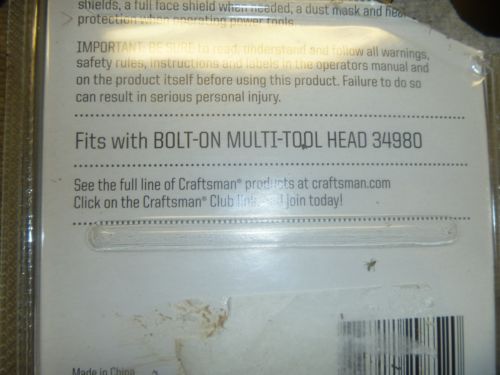 shields, a full face shield when needed, a dust mask and hearing
protection when operating power tools.
IMPORTANT: BE SURE to read, understand and follow all warnings,
safety rules, instructions and labels in the operators manual and
on the product itself before using this product. Failure to do so
can result in serious personal injury.
Fits with BOLT-ON MULTI-TOOL HEAD 34980
See the full line of Craftsman® products at craftsman.com
Click on the Craftsman® Club link and join today!
Made in China